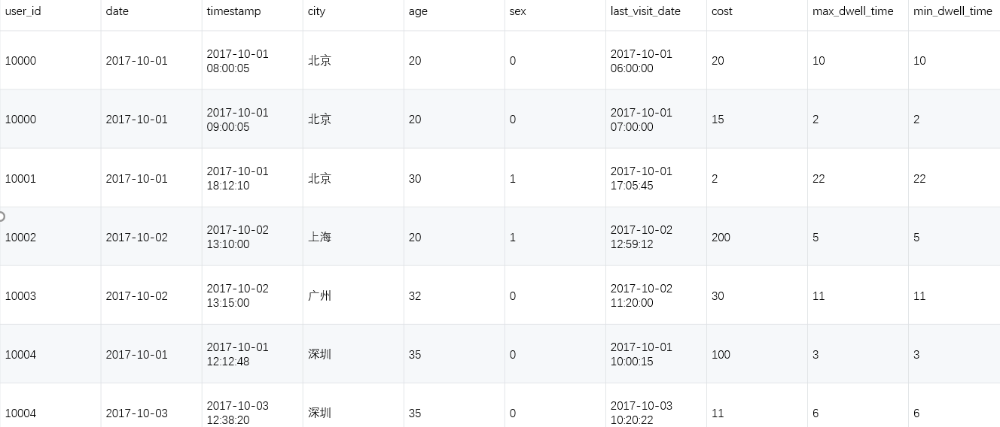 user_id date timestamp city age sex last_visit_date cost max_dwell_time min_dwell_time
10000 2017-10-01 2017-10-01 08:00:05 北京 20 0 2017-10-01 06:00:00 20 10 10
10000 2017-10-01 2017-10-01 09:00:05 北京 20 0 2017-10-01 07:00:00 15 2 2
10001 2017-10-01 2017-10-01 18:12:10 北京 30 1 2017-10-01 17:05:45 2 22 22
10002 2017-10-02 2017-10-02 13:10:00 上海 20 1 2017-10-02 12:59:12 200 5 5
10003 2017-10-02 2017-10-02 13:15:00 广州 32 0 2017-10-02 11:20:00 30 11 11
10004 2017-10-01 2017-10-01 12:12:48 深圳 35 0 2017-10-01 10:00:15 100 3 3
10004 2017-10-03 2017-10-03 12:38:20 深圳 35 0 2017-10-03 10:20:22 11 6 6